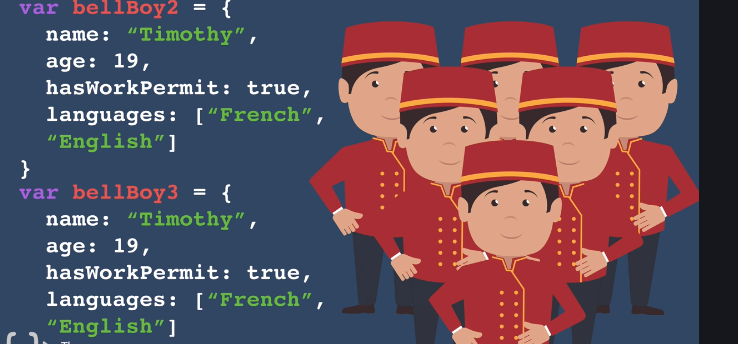 var bellBoy2 = {
name: “Timothy”,
age: 19,
hasWorkPermit: true,
languages: [“French”,
“English”]
}
var bellBoy3 = {
name: “Timothy”,
age: 19,
hasWorkPermit: true,
languages: [“French”,
“English”]